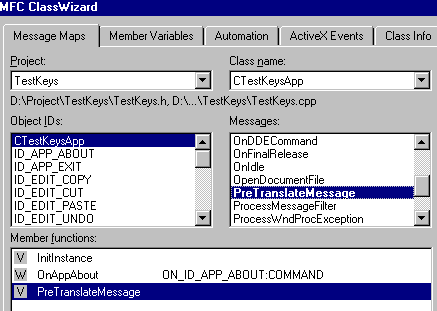 MFC ClassWizard
Message Maps Member Variables Automation ActiveX Events Class Info
Project: Class name:
TestKeys CTestKeysApp
D:\Project\TestKeys\TestKeys.h, D:\...\TestKeys.cpp
Object IDs: Messages:
CTestKeysApp OnDDECommand
ID_APP_ABOUT OnFinalRelease
ID_APP_EXIT OnIdle
ID_EDIT_COPY OpenDocumentFile
ID_EDIT_CUT PreTranslateMessage
ID_EDIT_PASTE ProcessMessageFilter
ID_EDIT_UNDO ProcessWndProcException
Member functions:
V InitInstance
W OnAppAbout ON_ID_APP_ABOUT:COMMAND
V PreTranslateMessage